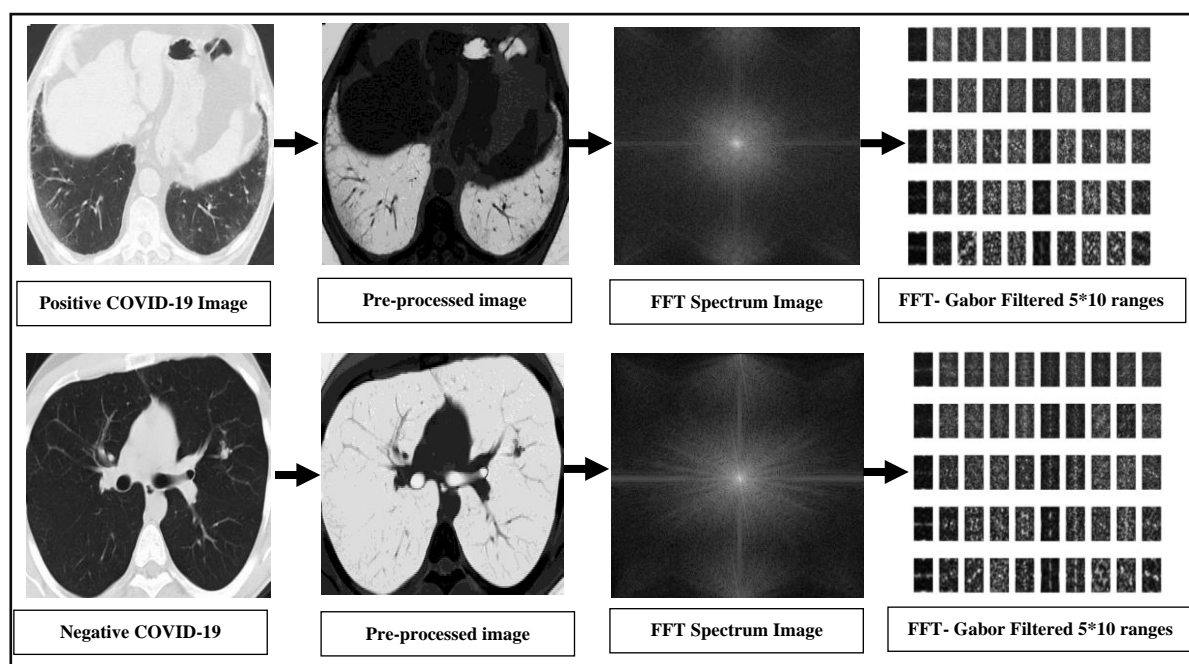 Positive COVID-19 Image
Pre-processed image
FFT Spectrum Image
FFT- Gabor Filtered 5*10 ranges
Negative COVID-19
Pre-processed image
FFT Spectrum Image
FFT- Gabor Filtered 5*10 ranges